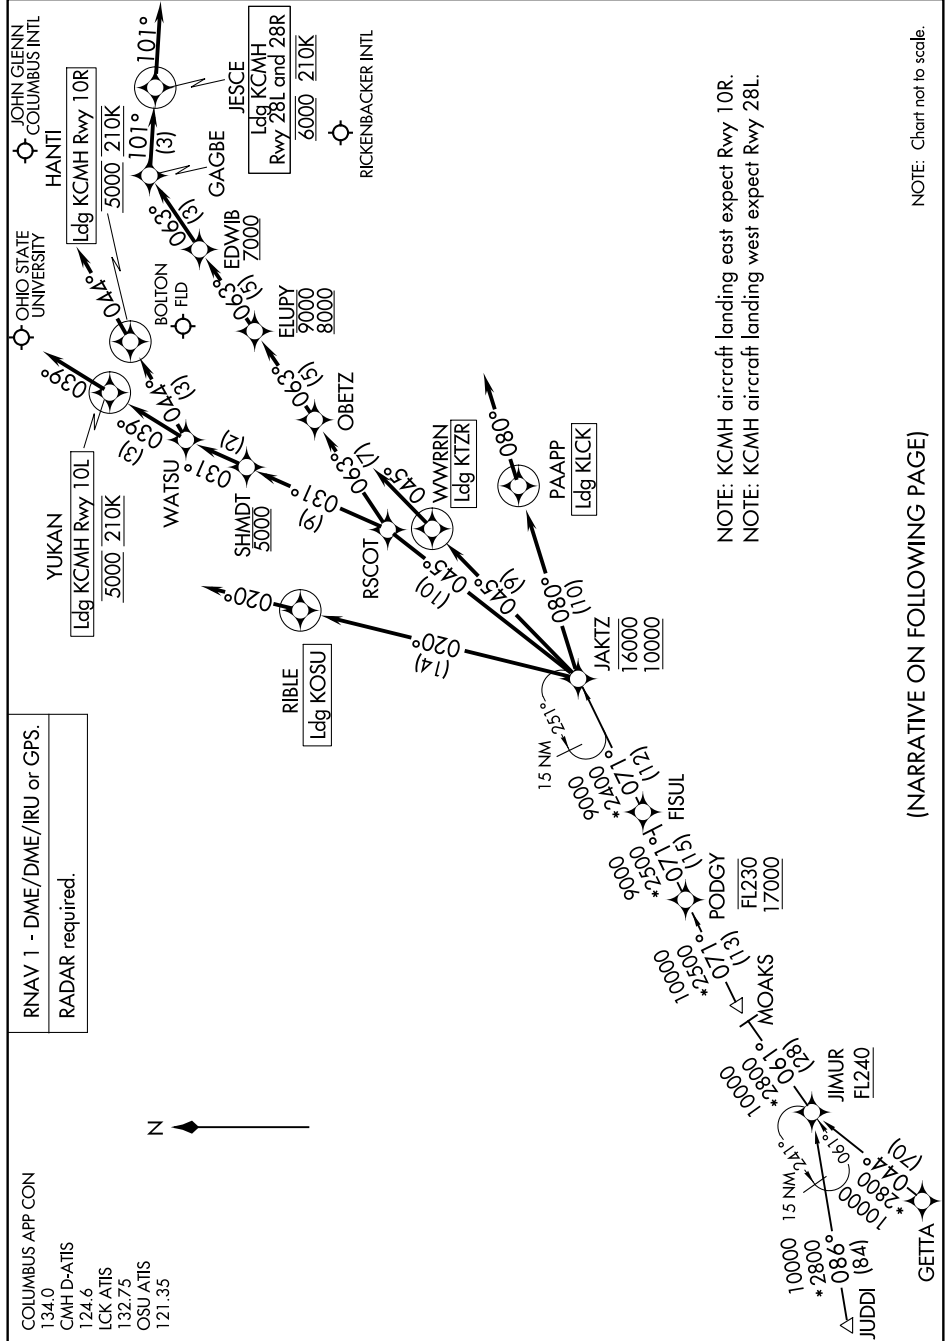 COLUMBUS APP CON
134.0
CMH D-ATIS
124.6
LCK ATIS
132.75
OSU ATIS
121.35
RNAV 1 - DME/DME/IRU or GPS.
RADAR required.
N
JOHN GLENN
COLUMBUS INTL
OHIO STATE
UNIVERSITY
HANTI
Ldg KCMH Rwy 10R
5000 210K
BOLTON
FLD
YUKAN
Ldg KCMH Rwy 10L
5000 210K
JESCE
Ldg KCMH
Rwy 28L and 28R
6000 210K
RICKENBACKER INTL
101°
101°
(3)
GAGBE
063°
(3)
EDWIB
7000
063°
(5)
ELUPY
9000
8000
063°
(5)
OBETZ
063°
(7)
044°
044°
(3)
039°
039°
(3)
WATSU
031°
(2)
SHMDT
5000
031°
(9)
RSCOT
045°
(10)
045°
WWRRN
Ldg KTZR
045°
(9)
080°
PAAPP
Ldg KLCK
080°
(10)
020°
RIBLE
Ldg KOSU
020°
(14)
JAKTZ
16000
10000
15 NM
251°
9000
*2400
071°
(12)
FISUL
9000
*2500
071°
(15)
PODGY
FL230
17000
10000
*2500
071°
(13)
MOAKS
10000
*2800
061°
(28)
JIMUR
FL240
15 NM
241°
061°
10000
*2800
086°
(84)
JUDDI
10000
*2800
044°
(70)
GETTA
NOTE: KCMH aircraft landing east expect Rwy 10R.
NOTE: KCMH aircraft landing west expect Rwy 28L.
NOTE: Chart not to scale.
(NARRATIVE ON FOLLOWING PAGE)